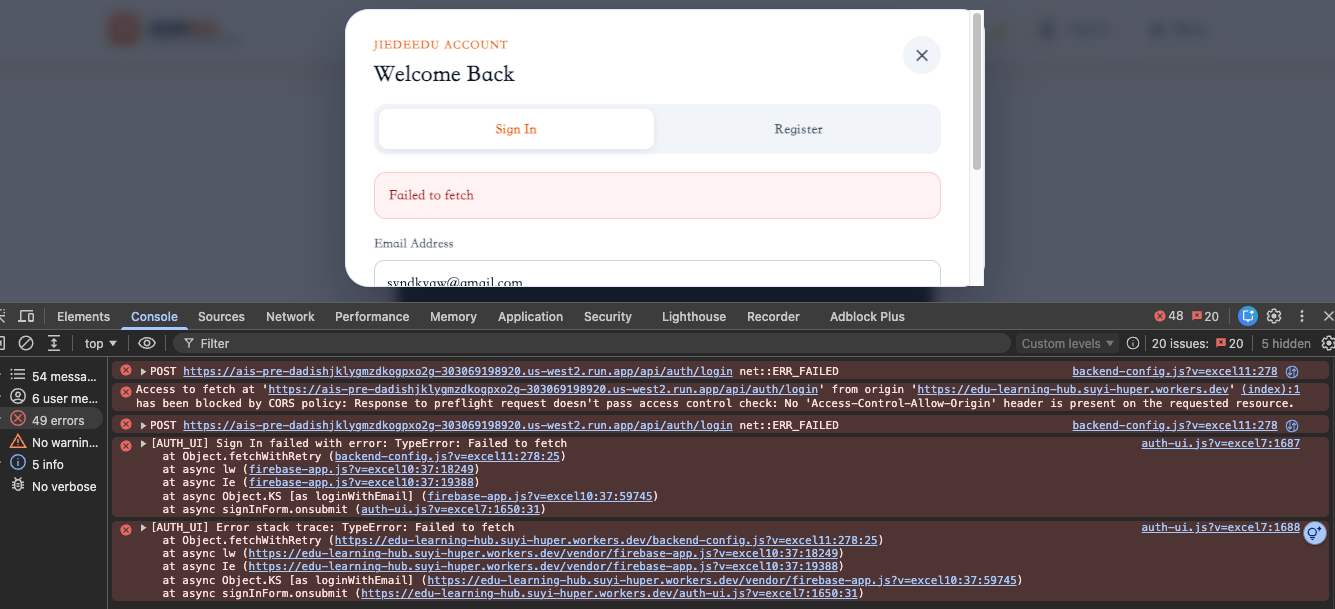 JIEDEEDU ACCOUNT
Welcome Back
Sign In
Register
Failed to fetch
Email Address
syndkyaw@gmail.com
Elements Console Sources Network Performance Memory Application Security Lighthouse Recorder Adblock Plus 48 20
top Filter Custom levels 20 issues: 20 5 hidden
54 messa...
6 user me...
49 errors
No warnin...
5 info
No verbose
POST https://ais-pre-dadishjklygmzdkogpxo2g-303069198920.us-west2.run.app/api/auth/login net::ERR_FAILED backend-config.js?v=excel11:278
Access to fetch at 'https://ais-pre-dadishjklygmzdkogpxo2g-303069198920.us-west2.run.app/api/auth/login' from origin 'https://edu-learning-hub.suyi-huper.workers.dev' (index):1
has been blocked by CORS policy: Response to preflight request doesn't pass access control check: No 'Access-Control-Allow-Origin' header is present on the requested resource.
POST https://ais-pre-dadishjklygmzdkogpxo2g-303069198920.us-west2.run.app/api/auth/login net::ERR_FAILED backend-config.js?v=excel11:278
[AUTH_UI] Sign In failed with error: TypeError: Failed to fetch auth-ui.js?v=excel7:1687
at Object.fetchWithRetry (backend-config.js?v=excel11:278:25)
at async lw (firebase-app.js?v=excel10:37:18249)
at async Ie (firebase-app.js?v=excel10:37:19388)
at async Object.KS [as loginWithEmail] (firebase-app.js?v=excel10:37:59745)
at async signInForm.onsubmit (auth-ui.js?v=excel7:1650:31)
[AUTH_UI] Error stack trace: TypeError: Failed to fetch auth-ui.js?v=excel7:1688
at Object.fetchWithRetry (https://edu-learning-hub.suyi-huper.workers.dev/backend-config.js?v=excel11:278:25)
at async lw (https://edu-learning-hub.suyi-huper.workers.dev/vendor/firebase-app.js?v=excel10:37:18249)
at async Ie (https://edu-learning-hub.suyi-huper.workers.dev/vendor/firebase-app.js?v=excel10:37:19388)
at async Object.KS [as loginWithEmail] (https://edu-learning-hub.suyi-huper.workers.dev/vendor/firebase-app.js?v=excel10:37:59745)
at async signInForm.onsubmit (https://edu-learning-hub.suyi-huper.workers.dev/auth-ui.js?v=excel7:1650:31)